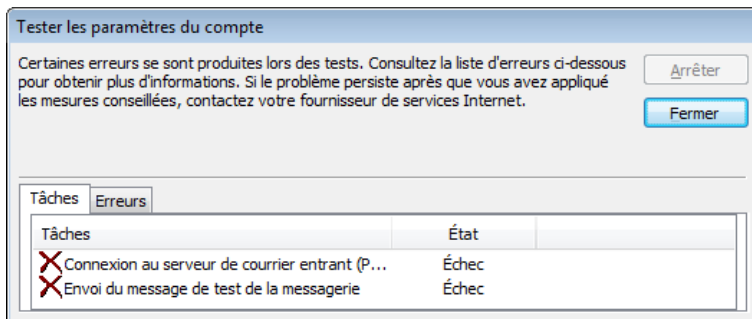 Tester les paramètres du compte
Certaines erreurs se sont produites lors des tests. Consultez la liste d'erreurs ci-dessous
pour obtenir plus d'informations. Si le problème persiste après que vous avez appliqué
les mesures conseillées, contactez votre fournisseur de services Internet.
Arrêter
Fermer
Tâches Erreurs
Tâches État
Connexion au serveur de courrier entrant (P... Échec
Envoi du message de test de la messagerie Échec